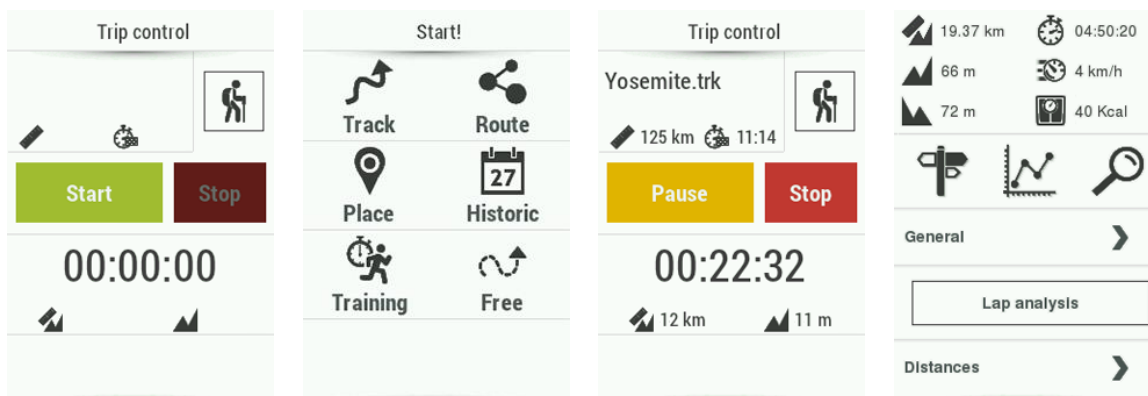 Trip control
Start
Stop
00:00:00
Start!
Track
Route
27
Place
Historic
Training
Free
Trip control
Yosemite.trk
125 km 11:14
Pause
Stop
00:22:32
12 km 11 m
19.37 km 04:50:20
66 m 4 km/h
72 m 40 Kcal
General
Lap analysis
Distances